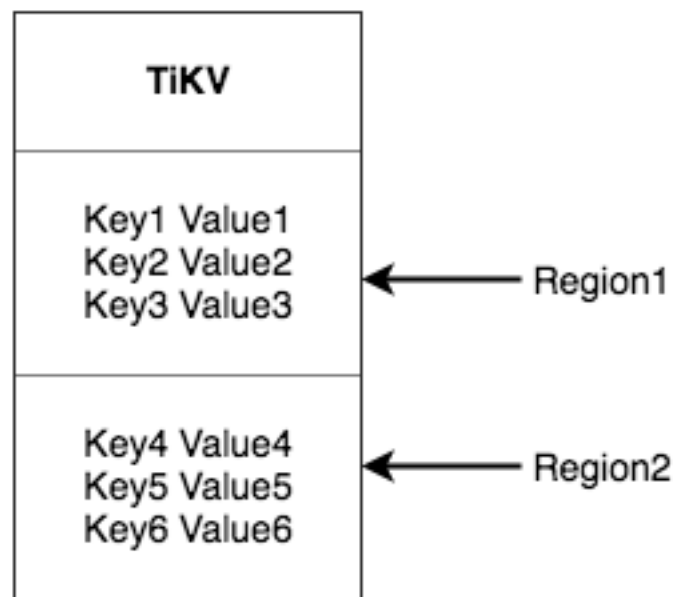 TiKV
Key1 Value1
Key2 Value2
Key3 Value3
Region1
Key4 Value4
Key5 Value5
Key6 Value6
Region2